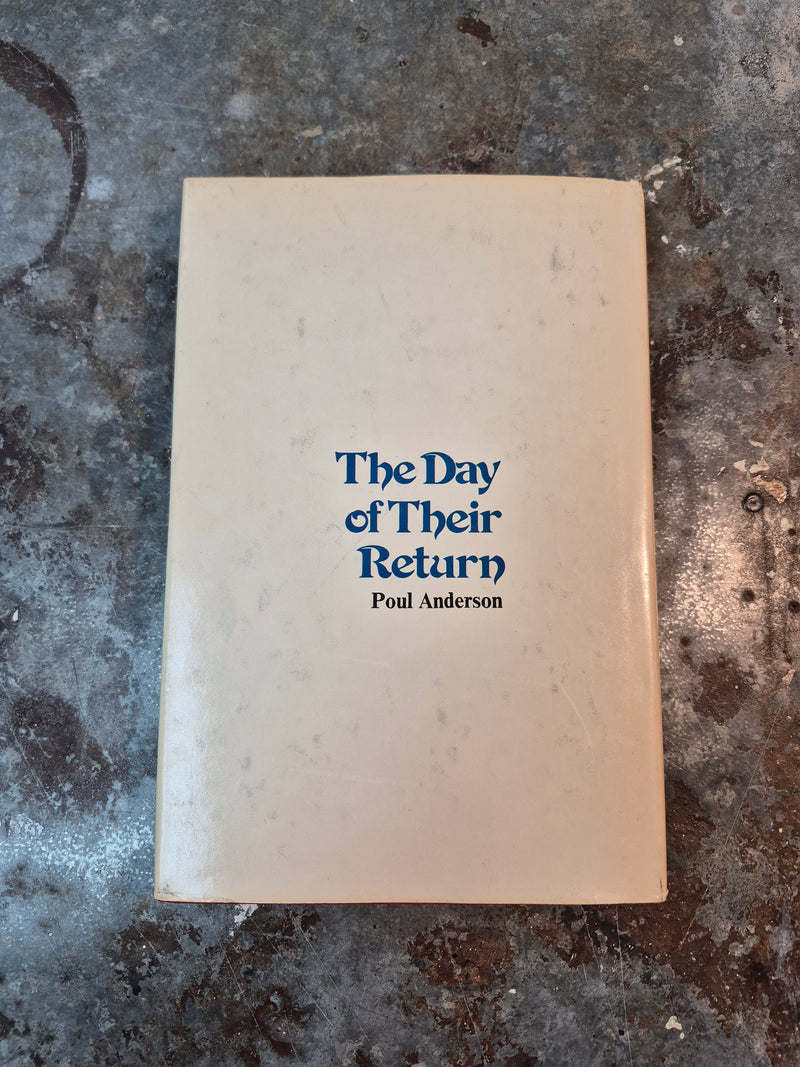 The Day
of Their
Return
Poul Anderson